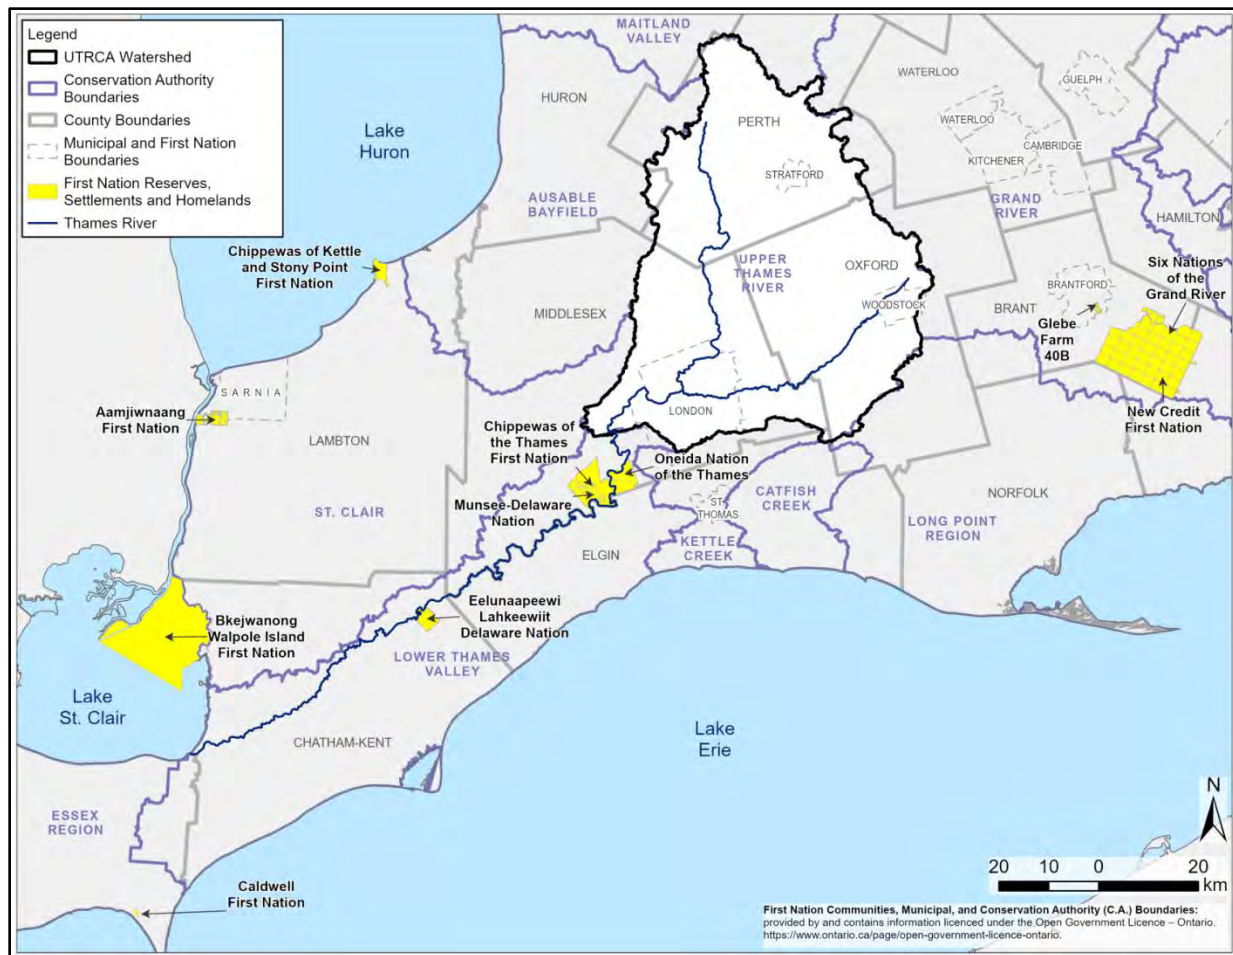 Legend
UTRCA Watershed
Conservation Authority
Boundaries
County Boundaries
Municipal and First Nation
Boundaries
First Nation Reserves,
Settlements and Homelands
Thames River
MAITLAND
VALLEY
HURON
Lake
Huron
PERTH
STRATFORD
WATERLOO
GUELPH
WATERLOO
CAMBRIDGE
KITCHENER
GRAND
RIVER
HAMILTON
AUSABLE
BAYFIELD
Chippewas of Kettle
and Stony Point
First Nation
UPPER
THAMES
RIVER
OXFORD
WOODSTOCK
Six Nations
of the
Grand River
BRANTFORD
BRANT
Glebe
Farm
40B
MIDDLESEX
SARNIA
Aamjiwnaang
First Nation
LAMBTON
LONDON
New Credit
First Nation
Chippewas of
the Thames
First Nation
Oneida Nation
of the Thames
Munsee-Delaware
Nation
ST.
THOMAS
CATFISH
CREEK
NORFOLK
ST. CLAIR
LONG POINT
REGION
KETTLE
CREEK
ELGIN
Eelunaapeewi
Lahkeewiit
Delaware Nation
Bkejwanong
Walpole Island
First Nation
LOWER THAMES
VALLEY
Lake
St. Clair
Lake
Erie
CHATHAM-KENT
ESSEX
REGION
Caldwell
First Nation
N
20 10 0 20
km
First Nation Communities, Municipal, and Conservation Authority (C.A.) Boundaries:
provided by and contains information licenced under the Open Government Licence – Ontario.
https://www.ontario.ca/page/open-government-licence-ontario.